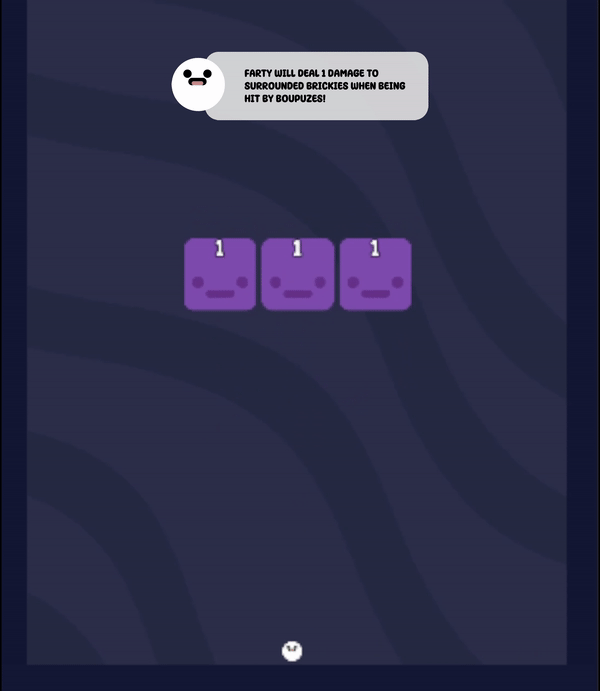 FARTY WILL DEAL 1 DAMAGE TO
SURROUNDED BRICKIES WHEN BEING
HIT BY BOUPUZES!
1 1 1